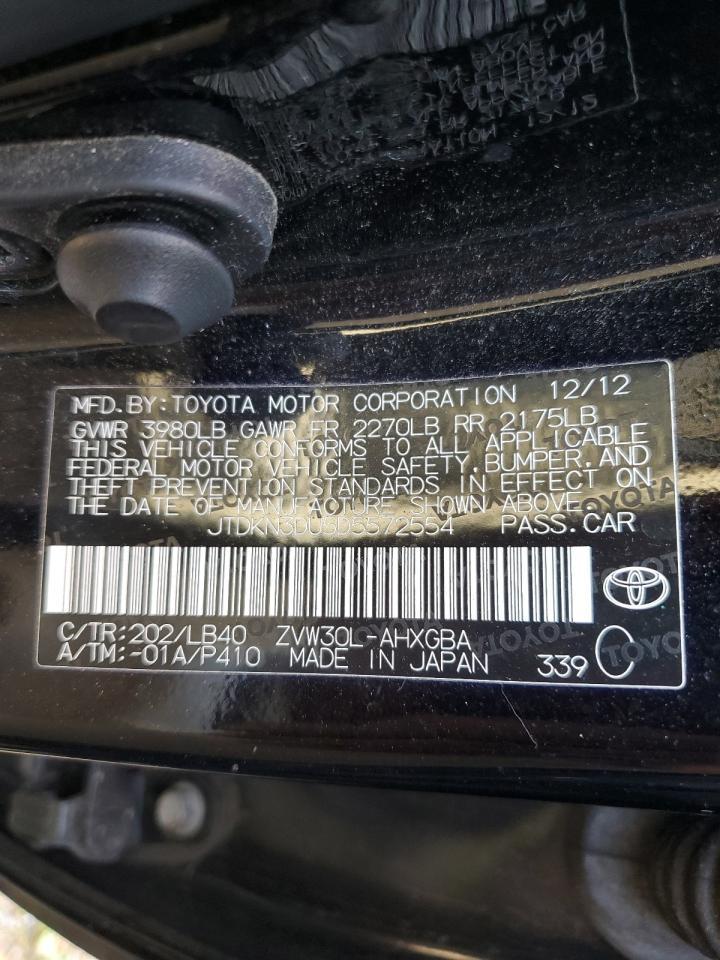 MFD.BY:TOYOTA MOTOR CORPORATION 12/12
GVWR 3980LB GAWR FR 2270LB RR 2175LB
THIS VEHICLE CONFORMS TO ALL APPLICABLE
FEDERAL MOTOR VEHICLE SAFETY,BUMPER,AND
THEFT PREVENTION STANDARDS IN EFFECT ON
DATE OF MANUFACTURE SHOWN ABOVE.
JTDKN3DU5D5572554 PASS.CAR
C/TR:202/LB40 ZVW30L-AHXGBA
A/TM:-01A/P410 MADE IN JAPAN 339 C